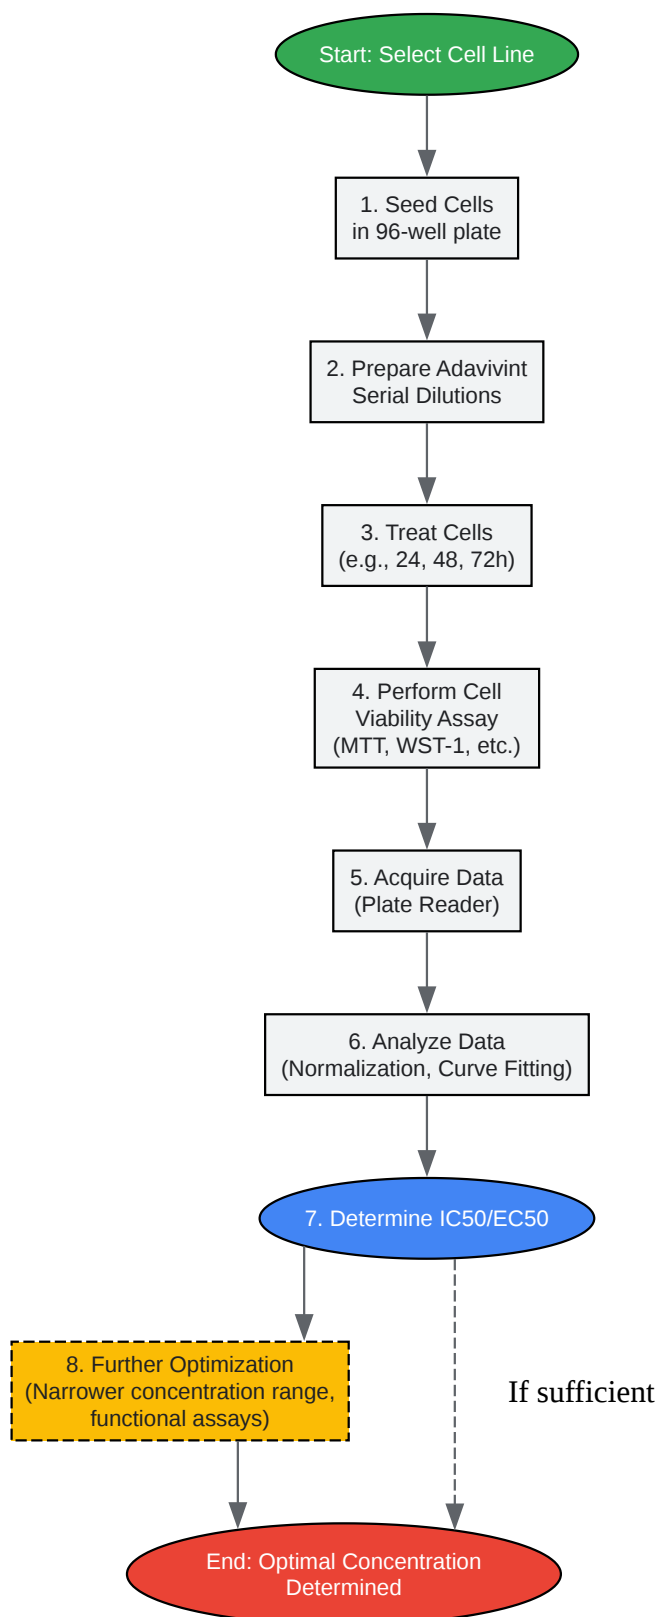 Start: Select Cell Line
1. Seed Cells
in 96-well plate
2. Prepare Adavivint
Serial Dilutions
3. Treat Cells
(e.g., 24, 48, 72h)
4. Perform Cell
Viability Assay
(MTT, WST-1, etc.)
5. Acquire Data
(Plate Reader)
6. Analyze Data
(Normalization, Curve Fitting)
7. Determine IC50/EC50
8. Further Optimization
(Narrower concentration range,
functional assays)
If sufficient
End: Optimal Concentration
Determined